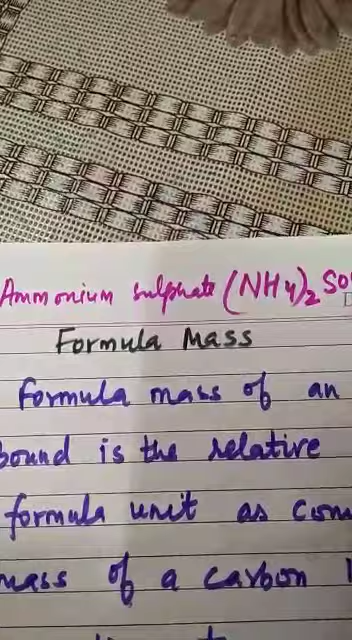 Ammonium sulphate (NH4)2 SO
Formula Mass
formula mass of an
bound is the relative
formula unit as com
mass of a carbon 1